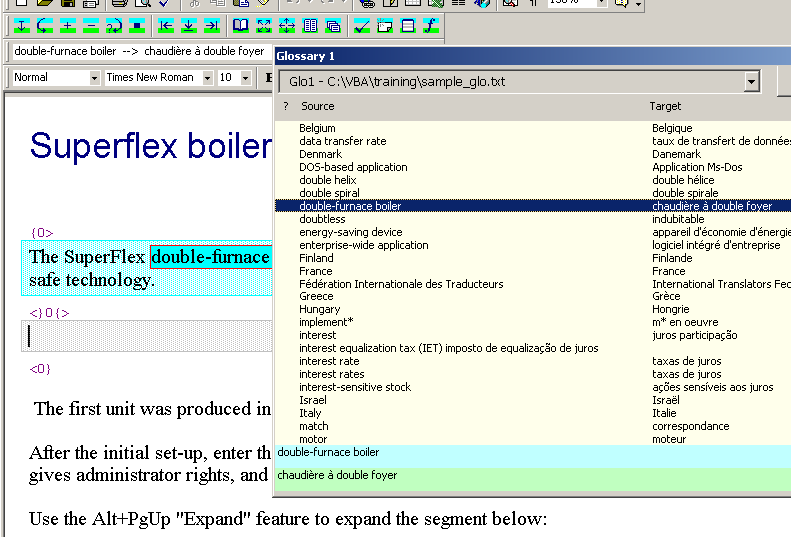 double-furnace boiler --> chaudière à double foyer
Glossary 1
Glo1 - C:\VBA\training\sample_glo.txt
Normal Times New Roman 10 B
? Source Target
Belgium Belgique
data transfer rate taux de transfert de données
Denmark Danemark
DOS-based application Application Ms-Dos
double helix double hélice
double spiral double spirale
double-furnace boiler chaudière à double foyer
doubtless indubitable
energy-saving device appareil d'économie d'énergie
enterprise-wide application logiciel intégré d'entreprise
Finland Finlande
France France
Fédération Internationale des Traducteurs International Translators Fed
Greece Grèce
Hungary Hongrie
implement* m* en oeuvre
interest juros participação
interest equalization tax (IET) imposto de equalização de juros
interest rate taxas de juros
interest rates taxas de juros
interest-sensitive stock ações sensíveis aos juros
Israel Israël
Italy Italie
match correspondance
motor moteur
double-furnace boiler
chaudière à double foyer
Superflex boiler
{0>
The SuperFlex double-furnace
safe technology.
<}0{>
<0}
The first unit was produced in
After the initial set-up, enter th
gives administrator rights, and
Use the Alt+PgUp "Expand" feature to expand the segment below: